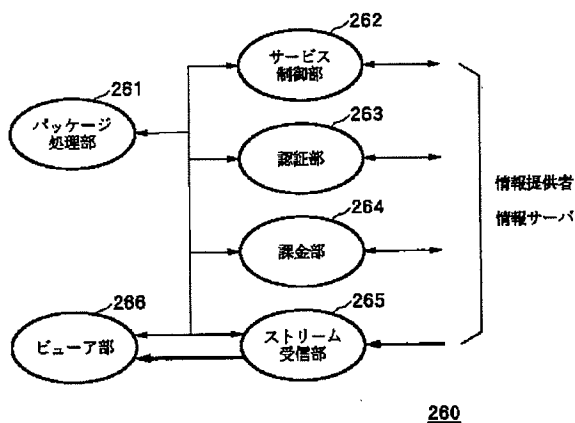 262
サービス
制御部
261
パッケージ
処理部
263
認証部
情報提供者
情報サーバ
264
課金部
266
ビューア部
265
ストリーム
受信部
260